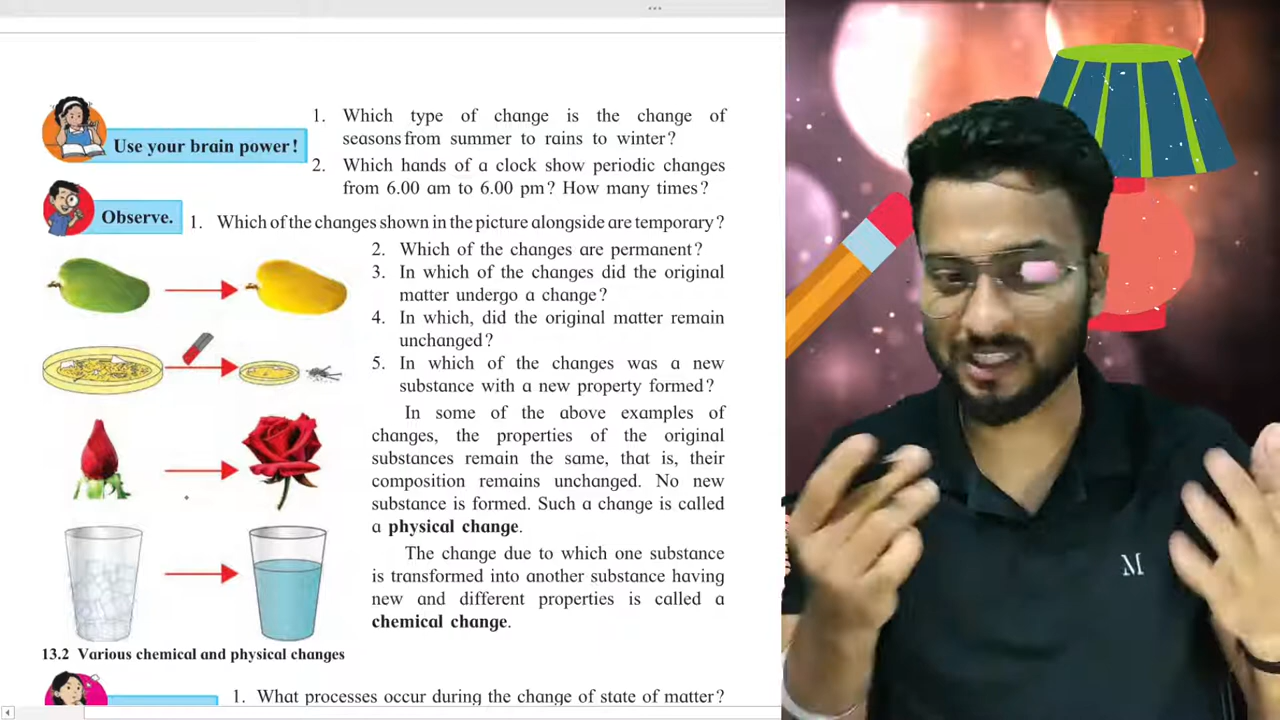 Use your brain power!
1. Which type of change is the change of
seasons from summer to rains to winter?
2. Which hands of a clock show periodic changes
from 6.00 am to 6.00 pm? How many times?
Observe.
1. Which of the changes shown in the picture alongside are temporary?
2. Which of the changes are permanent?
3. In which of the changes did the original
matter undergo a change?
4. In which, did the original matter remain
unchanged?
5. In which of the changes was a new
substance with a new property formed?
In some of the above examples of
changes, the properties of the original
substances remain the same, that is, their
composition remains unchanged. No new
substance is formed. Such a change is called
a physical change.
The change due to which one substance
is transformed into another substance having
new and different properties is called a
chemical change.
13.2 Various chemical and physical changes
1. What processes occur during the change of state of matter?
M